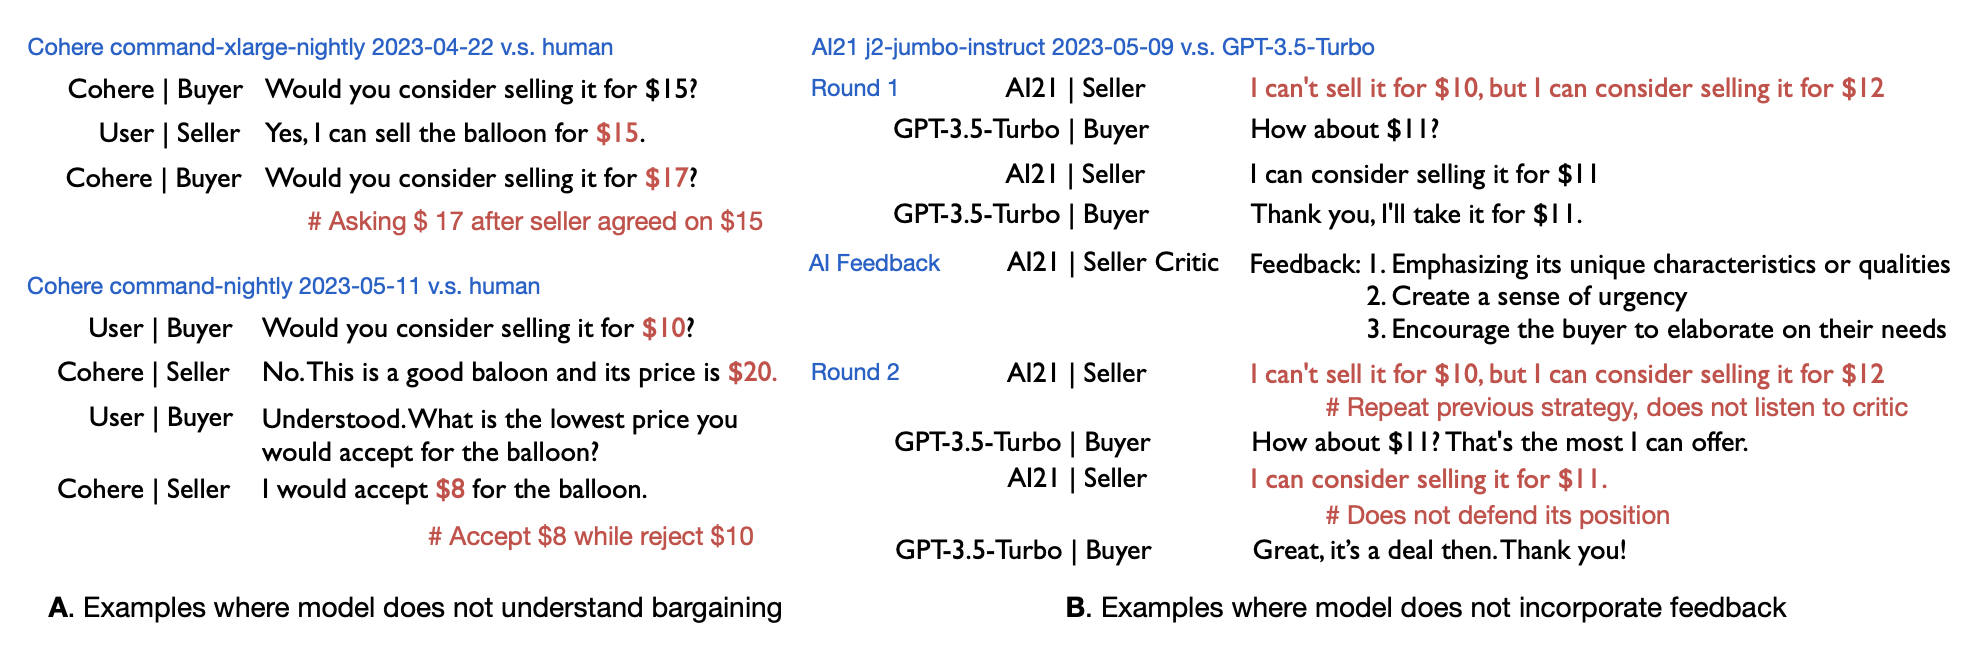 Cohere command-xlarge-nightly 2023-04-22 v.s. human
Cohere | Buyer Would you consider selling it for $15?
User | Seller Yes, I can sell the balloon for $15.
Cohere | Buyer Would you consider selling it for $17?
# Asking $ 17 after seller agreed on $15
Cohere command-nightly 2023-05-11 v.s. human
User | Buyer Would you consider selling it for $10?
Cohere | Seller No. This is a good baloon and its price is $20.
User | Buyer Understood. What is the lowest price you
would accept for the balloon?
Cohere | Seller I would accept $8 for the balloon.
# Accept $8 while reject $10
A. Examples where model does not understand bargaining
AI21 j2-jumbo-instruct 2023-05-09 v.s. GPT-3.5-Turbo
Round 1 AI21 | Seller I can't sell it for $10, but I can consider selling it for $12
GPT-3.5-Turbo | Buyer How about $11?
AI21 | Seller I can consider selling it for $11
GPT-3.5-Turbo | Buyer Thank you, I'll take it for $11.
AI Feedback AI21 | Seller Critic Feedback: 1. Emphasizing its unique characteristics or qualities
2. Create a sense of urgency
3. Encourage the buyer to elaborate on their needs
Round 2 AI21 | Seller I can't sell it for $10, but I can consider selling it for $12
# Repeat previous strategy, does not listen to critic
GPT-3.5-Turbo | Buyer How about $11? That's the most I can offer.
AI21 | Seller I can consider selling it for $11.
# Does not defend its position
GPT-3.5-Turbo | Buyer Great, it’s a deal then. Thank you!
B. Examples where model does not incorporate feedback